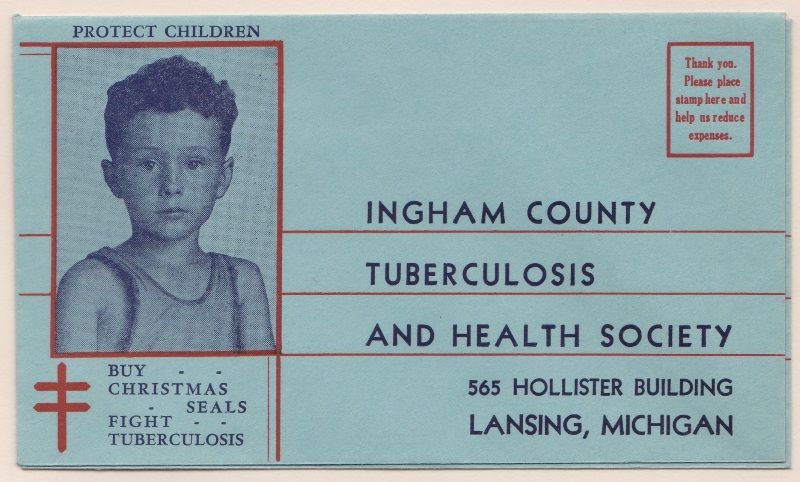 PROTECT CHILDREN
Thank you.
Please place
stamp here and
help us reduce
expenses.
INGHAM COUNTY
TUBERCULOSIS
AND HEALTH SOCIETY
565 HOLLISTER BUILDING
LANSING, MICHIGAN
BUY - -
CHRISTMAS
- SEALS
FIGHT - -
TUBERCULOSIS